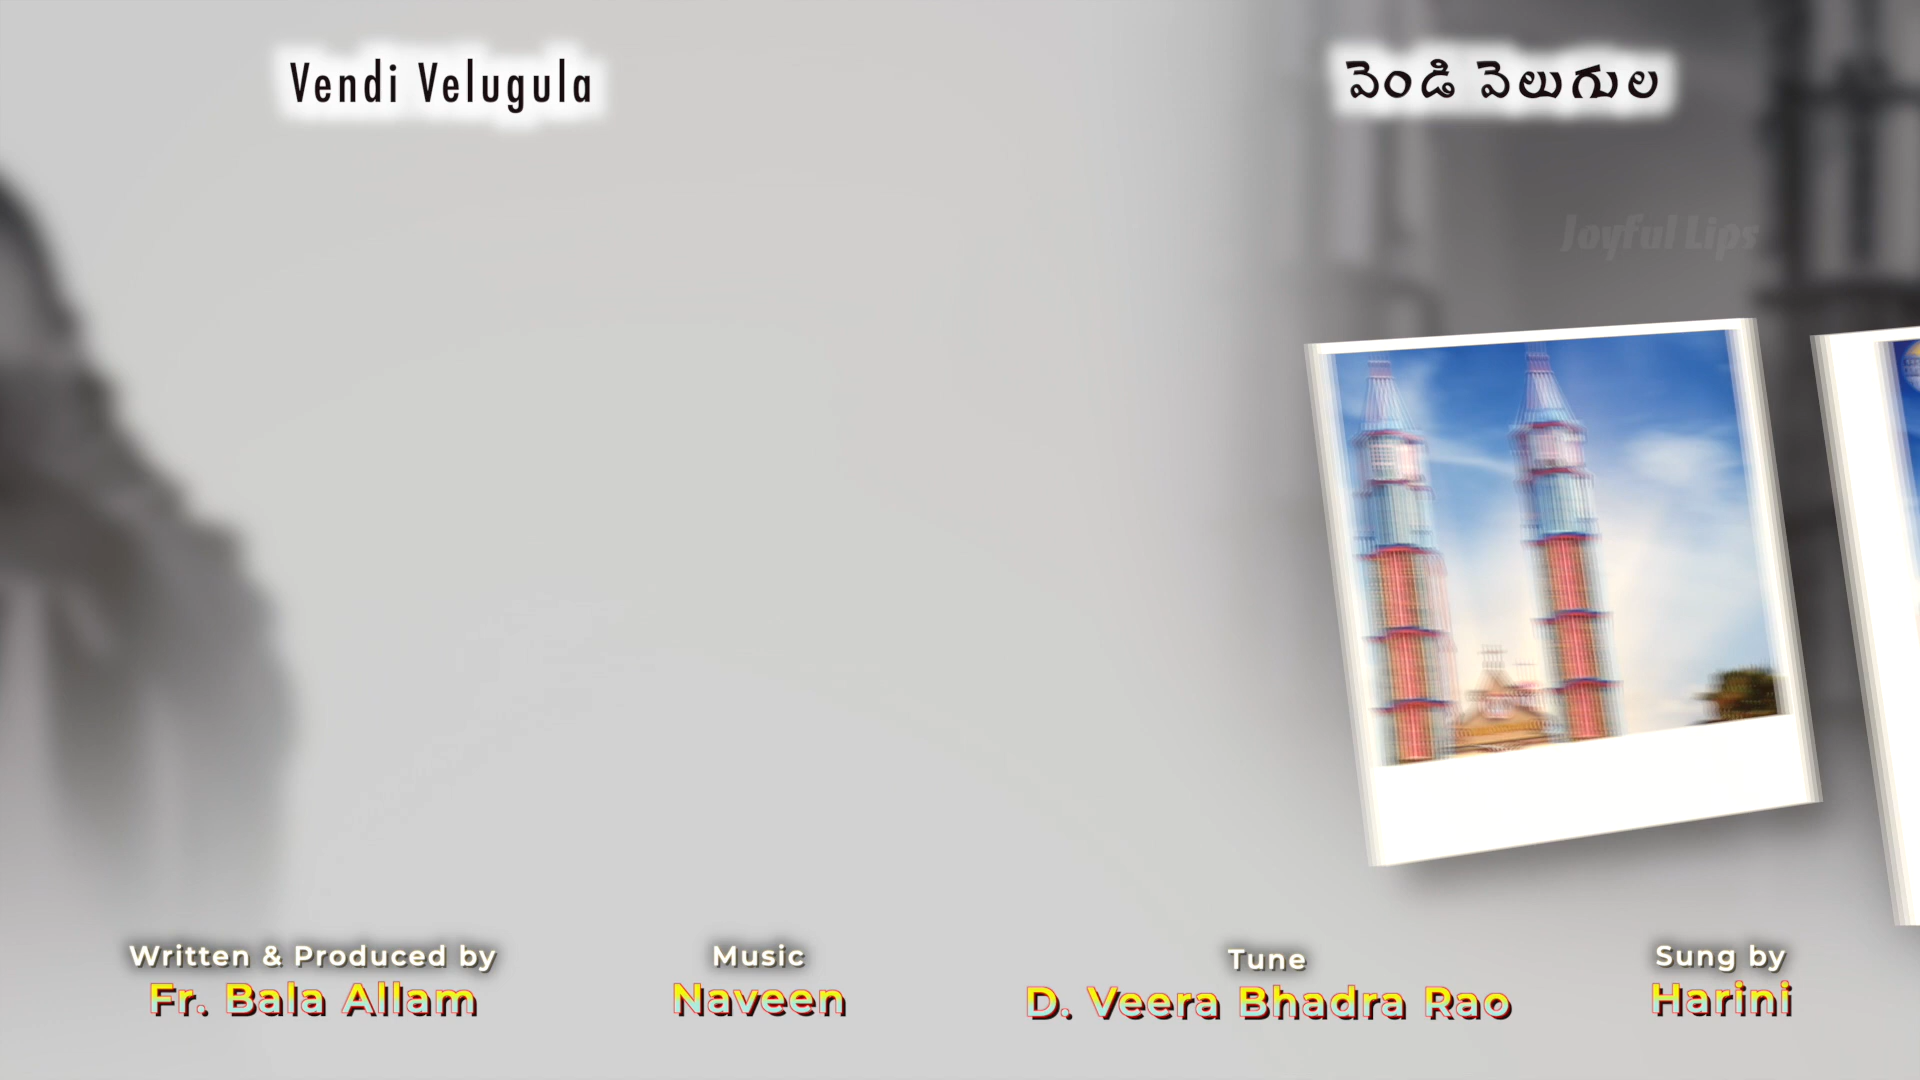 Vendi Velugula
వెండి వెలుగుల
Joyful Lips
Written & Produced by
Fr. Bala Allam
Music
Naveen
Tune
D. Veera Bhadra Rao
Sung by
Harini